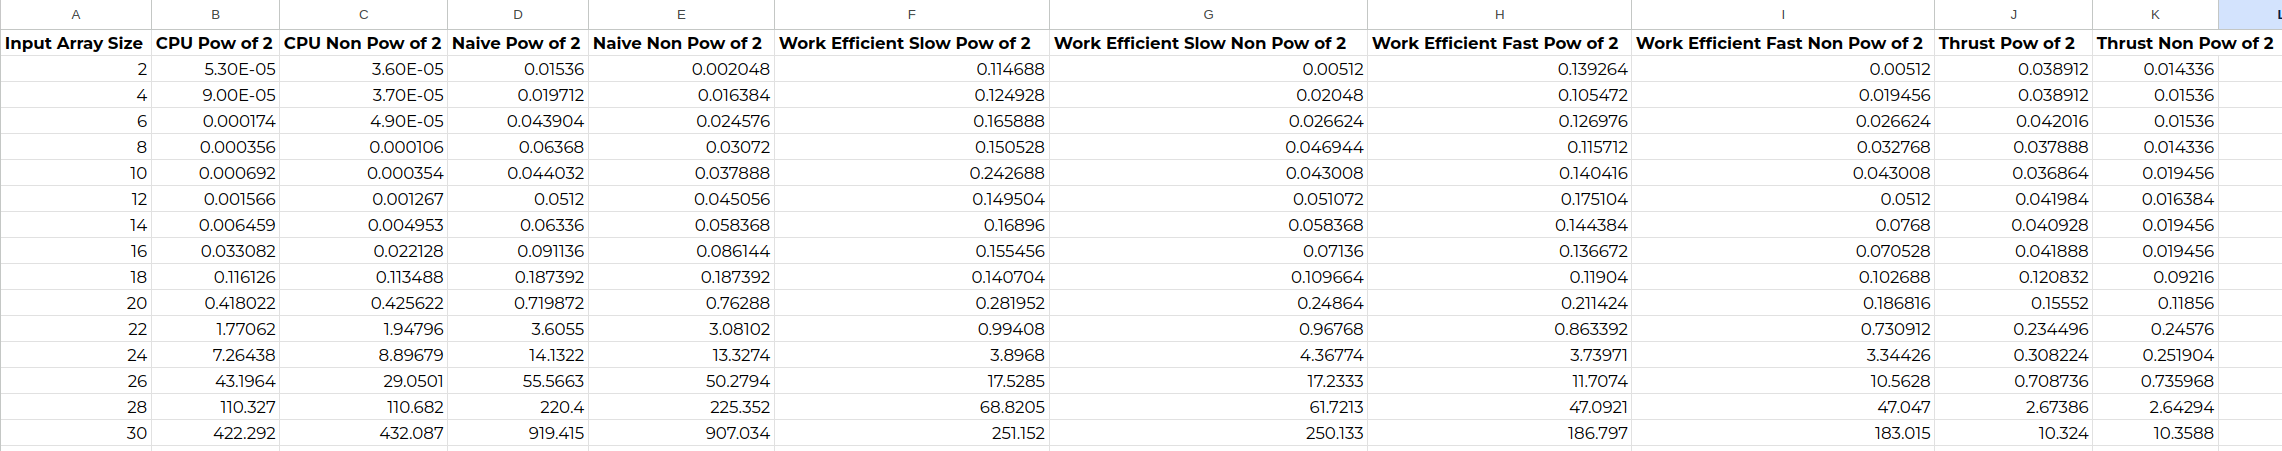 A B C D E F G H I J K
Input Array Size CPU Pow of 2 CPU Non Pow of 2 Naive Pow of 2 Naive Non Pow of 2 Work Efficient Slow Pow of 2 Work Efficient Slow Non Pow of 2 Work Efficient Fast Pow of 2 Work Efficient Fast Non Pow of 2 Thrust Pow of 2 Thrust Non Pow of 2
2 5.30E-05 3.60E-05 0.01536 0.002048 0.114688 0.00512 0.139264 0.00512 0.038912 0.014336
4 9.00E-05 3.70E-05 0.019712 0.016384 0.124928 0.02048 0.105472 0.019456 0.038912 0.01536
6 0.000174 4.90E-05 0.043904 0.024576 0.165888 0.026624 0.126976 0.026624 0.042016 0.01536
8 0.000356 0.000106 0.06368 0.03072 0.150528 0.046944 0.115712 0.032768 0.037888 0.014336
10 0.000692 0.000354 0.044032 0.037888 0.242688 0.043008 0.140416 0.043008 0.036864 0.019456
12 0.001566 0.001267 0.0512 0.045056 0.149504 0.051072 0.175104 0.0512 0.041984 0.016384
14 0.006459 0.004953 0.06336 0.058368 0.16896 0.058368 0.144384 0.0768 0.040928 0.019456
16 0.033082 0.022128 0.091136 0.086144 0.155456 0.07136 0.136672 0.070528 0.041888 0.019456
18 0.116126 0.113488 0.187392 0.187392 0.140704 0.109664 0.11904 0.102688 0.120832 0.09216
20 0.418022 0.425622 0.719872 0.76288 0.281952 0.24864 0.211424 0.186816 0.15552 0.11856
22 1.77062 1.94796 3.6055 3.08102 0.99408 0.96768 0.863392 0.730912 0.234496 0.24576
24 7.26438 8.89679 14.1322 13.3274 3.8968 4.36774 3.73971 3.34426 0.308224 0.251904
26 43.1964 29.0501 55.5663 50.2794 17.5285 17.2333 11.7074 10.5628 0.708736 0.735968
28 110.327 110.682 220.4 225.352 68.8205 61.7213 47.0921 47.047 2.67386 2.64294
30 422.292 432.087 919.415 907.034 251.152 250.133 186.797 183.015 10.324 10.3588